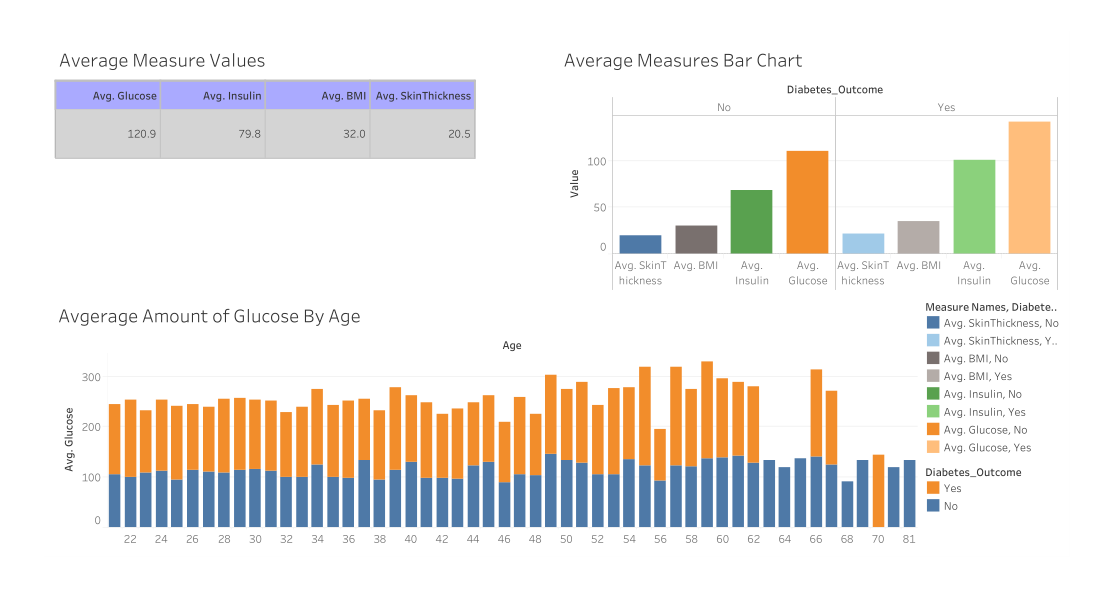 Average Measure Values
Avg. Glucose Avg. Insulin Avg. BMI Avg. SkinThickness
120.9 79.8 32.0 20.5
Average Measures Bar Chart
Diabetes_Outcome
No Yes
Value
100
50
0
Avg. SkinT
hickness
Avg. BMI
Avg.
Insulin
Avg.
Glucose
Avg. SkinT
hickness
Avg. BMI
Avg.
Insulin
Avg.
Glucose
Avgerage Amount of Glucose By Age
Age
Avg. Glucose
300
200
100
0
22 24 26 28 30 32 34 36 38 40 42 44 46 48 50 52 54 56 58 60 62 64 66 68 70 81
Measure Names, Diabete..
Avg. SkinThickness, No
Avg. SkinThickness, Y..
Avg. BMI, No
Avg. BMI, Yes
Avg. Insulin, No
Avg. Insulin, Yes
Avg. Glucose, No
Avg. Glucose, Yes
Diabetes_Outcome
Yes
No